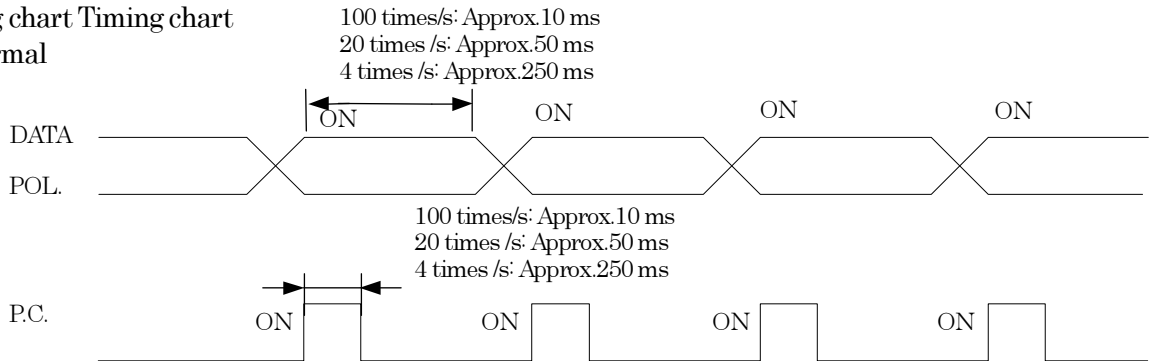 g chart Timing chart
rmal
100 times/s: Approx.10 ms
20 times /s: Approx.50 ms
4 times /s: Approx.250 ms
ON
ON
ON
ON
DATA
POL.
100 times/s: Approx.10 ms
20 times /s: Approx.50 ms
4 times /s: Approx.250 ms
P.C.
ON
ON
ON
ON